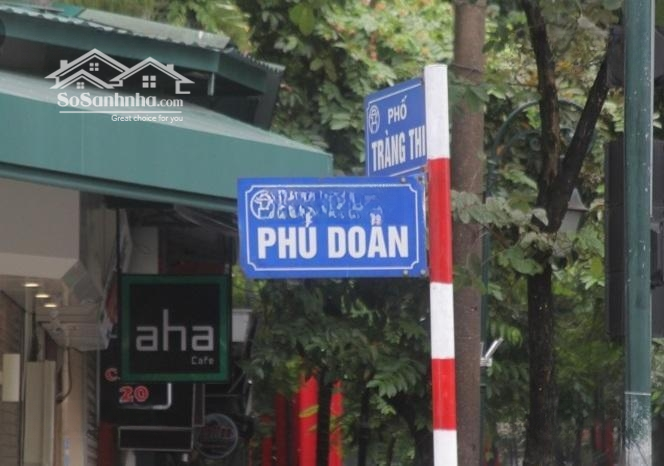 SoSanhnha.com
Great choice for you
PHỐ
TRÀNG THI
PHỦ DOÃN
aha
Cafe
20